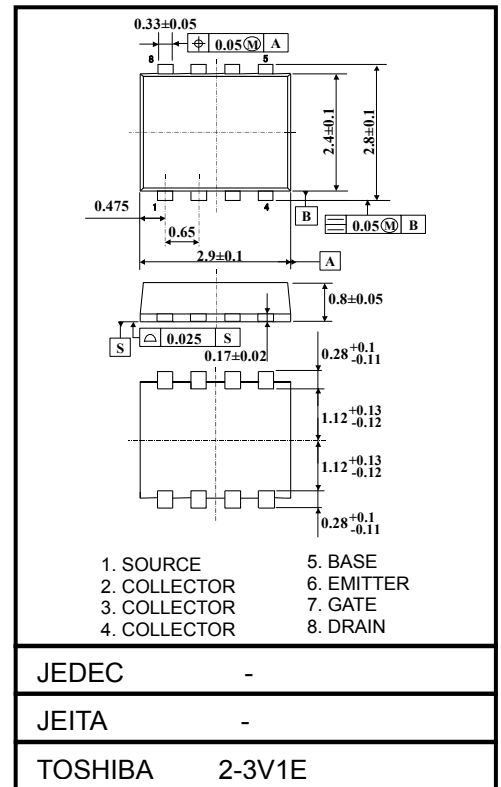 0.33±0.05
⌖ 0.05 Ⓜ A
8 5
2.4±0.1
2.8±0.1
1 4
0.475
B
0.65
⌯ 0.05 Ⓜ B
2.9±0.1
A
0.8±0.05
S
⌓ 0.025 S
0.17±0.02
0.28 +0.1 -0.11
1.12 +0.13 -0.12
1.12 +0.13 -0.12
0.28 +0.1 -0.11
1. SOURCE 5. BASE
2. COLLECTOR 6. EMITTER
3. COLLECTOR 7. GATE
4. COLLECTOR 8. DRAIN
JEDEC -
JEITA -
TOSHIBA 2-3V1E